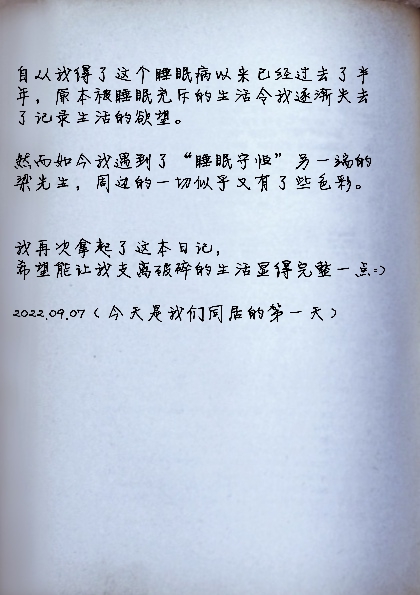 自从我得了这个睡眠病以来已经过去了半
年，原本被睡眠充斥的生活令我逐渐失去
了记录生活的欲望。
然而如今我遇到了“睡眠守恒”另一端的
梁先生，周边的一切似乎又有了些色彩。
我再次拿起了这本日记，
希望能让我支离破碎的生活显得完整一点=)
2022.09.07（今天是我们同居的第一天）